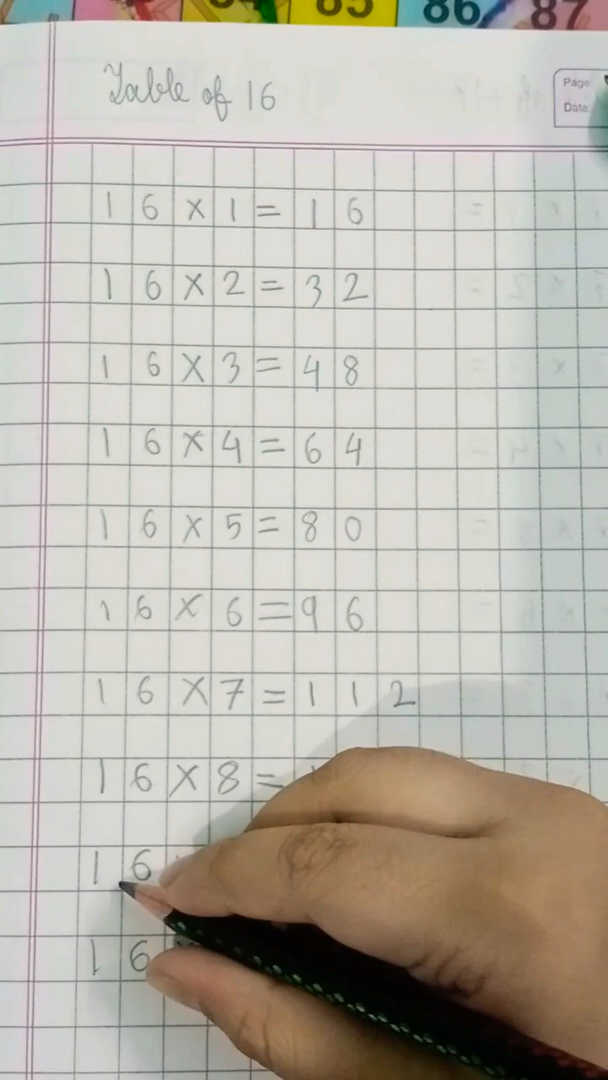 85 86 87
Table of 16
Page:
Date:
16 × 1 = 16
16 × 2 = 32
16 × 3 = 48
16 × 4 = 64
16 × 5 = 80
16 × 6 = 96
16 × 7 = 112
16 × 8 =
16
16